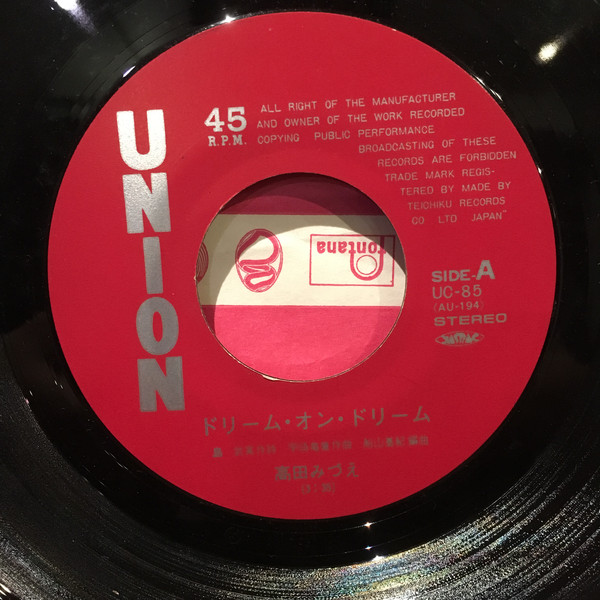 UNION
45
R.P.M.
ALL RIGHT OF THE MANUFACTURER
AND OWNER OF THE WORK RECORDED
COPYING PUBLIC PERFORMANCE
BROADCASTING OF THESE
RECORDS ARE FORBIDDEN
TRADE MARK REGIS-
TERED BY MADE BY
TEICHIKU RECORDS
CO LTD JAPAN"
fontana
SIDE-A
UC-85
(AU-194)
STEREO
ドリーム・オン・ドリーム
高田みづえ